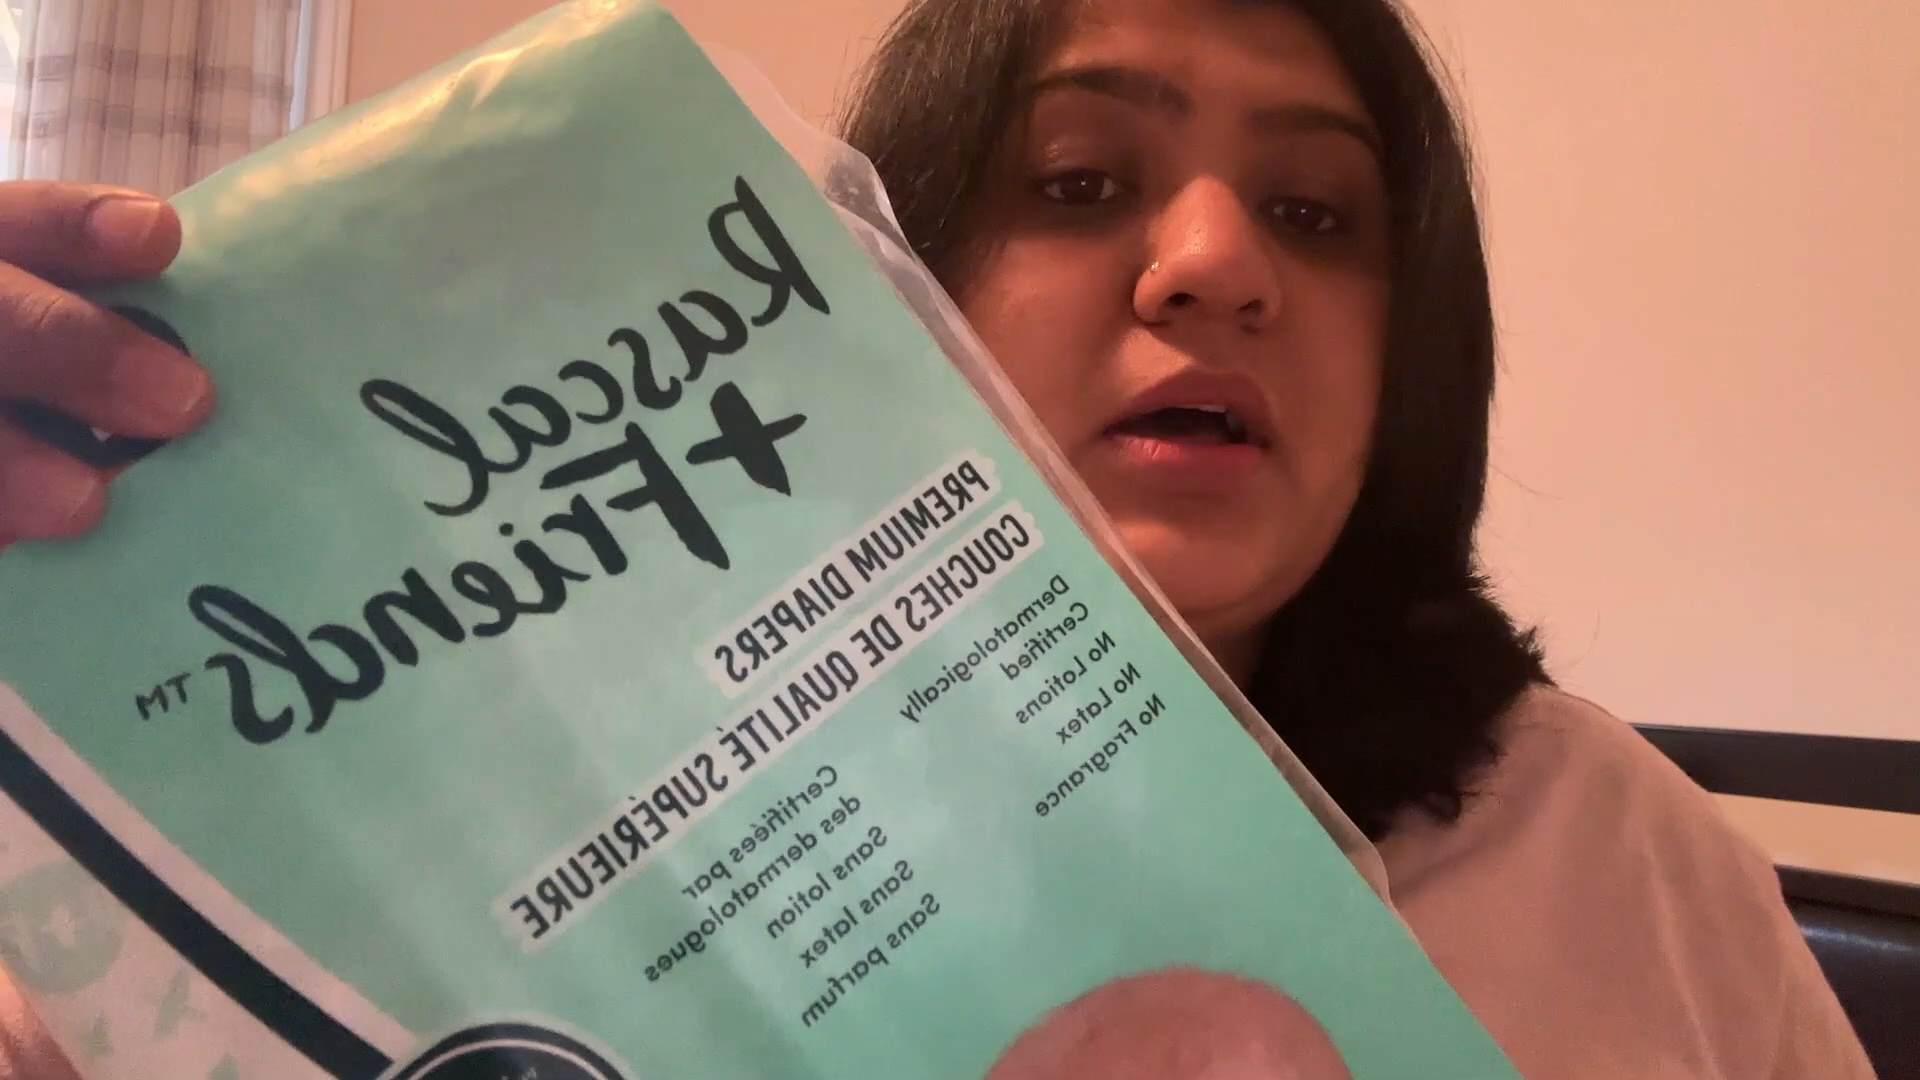 Rascal
+ Friends™
PREMIUM DIAPERS
COUCHES DE QUALITÉ SUPÉRIEURE
Dermatologically
Certified
No Lotions
No Latex
No Fragrance
Certifiées par
des dermatologues
Sans lotion
Sans latex
Sans parfum